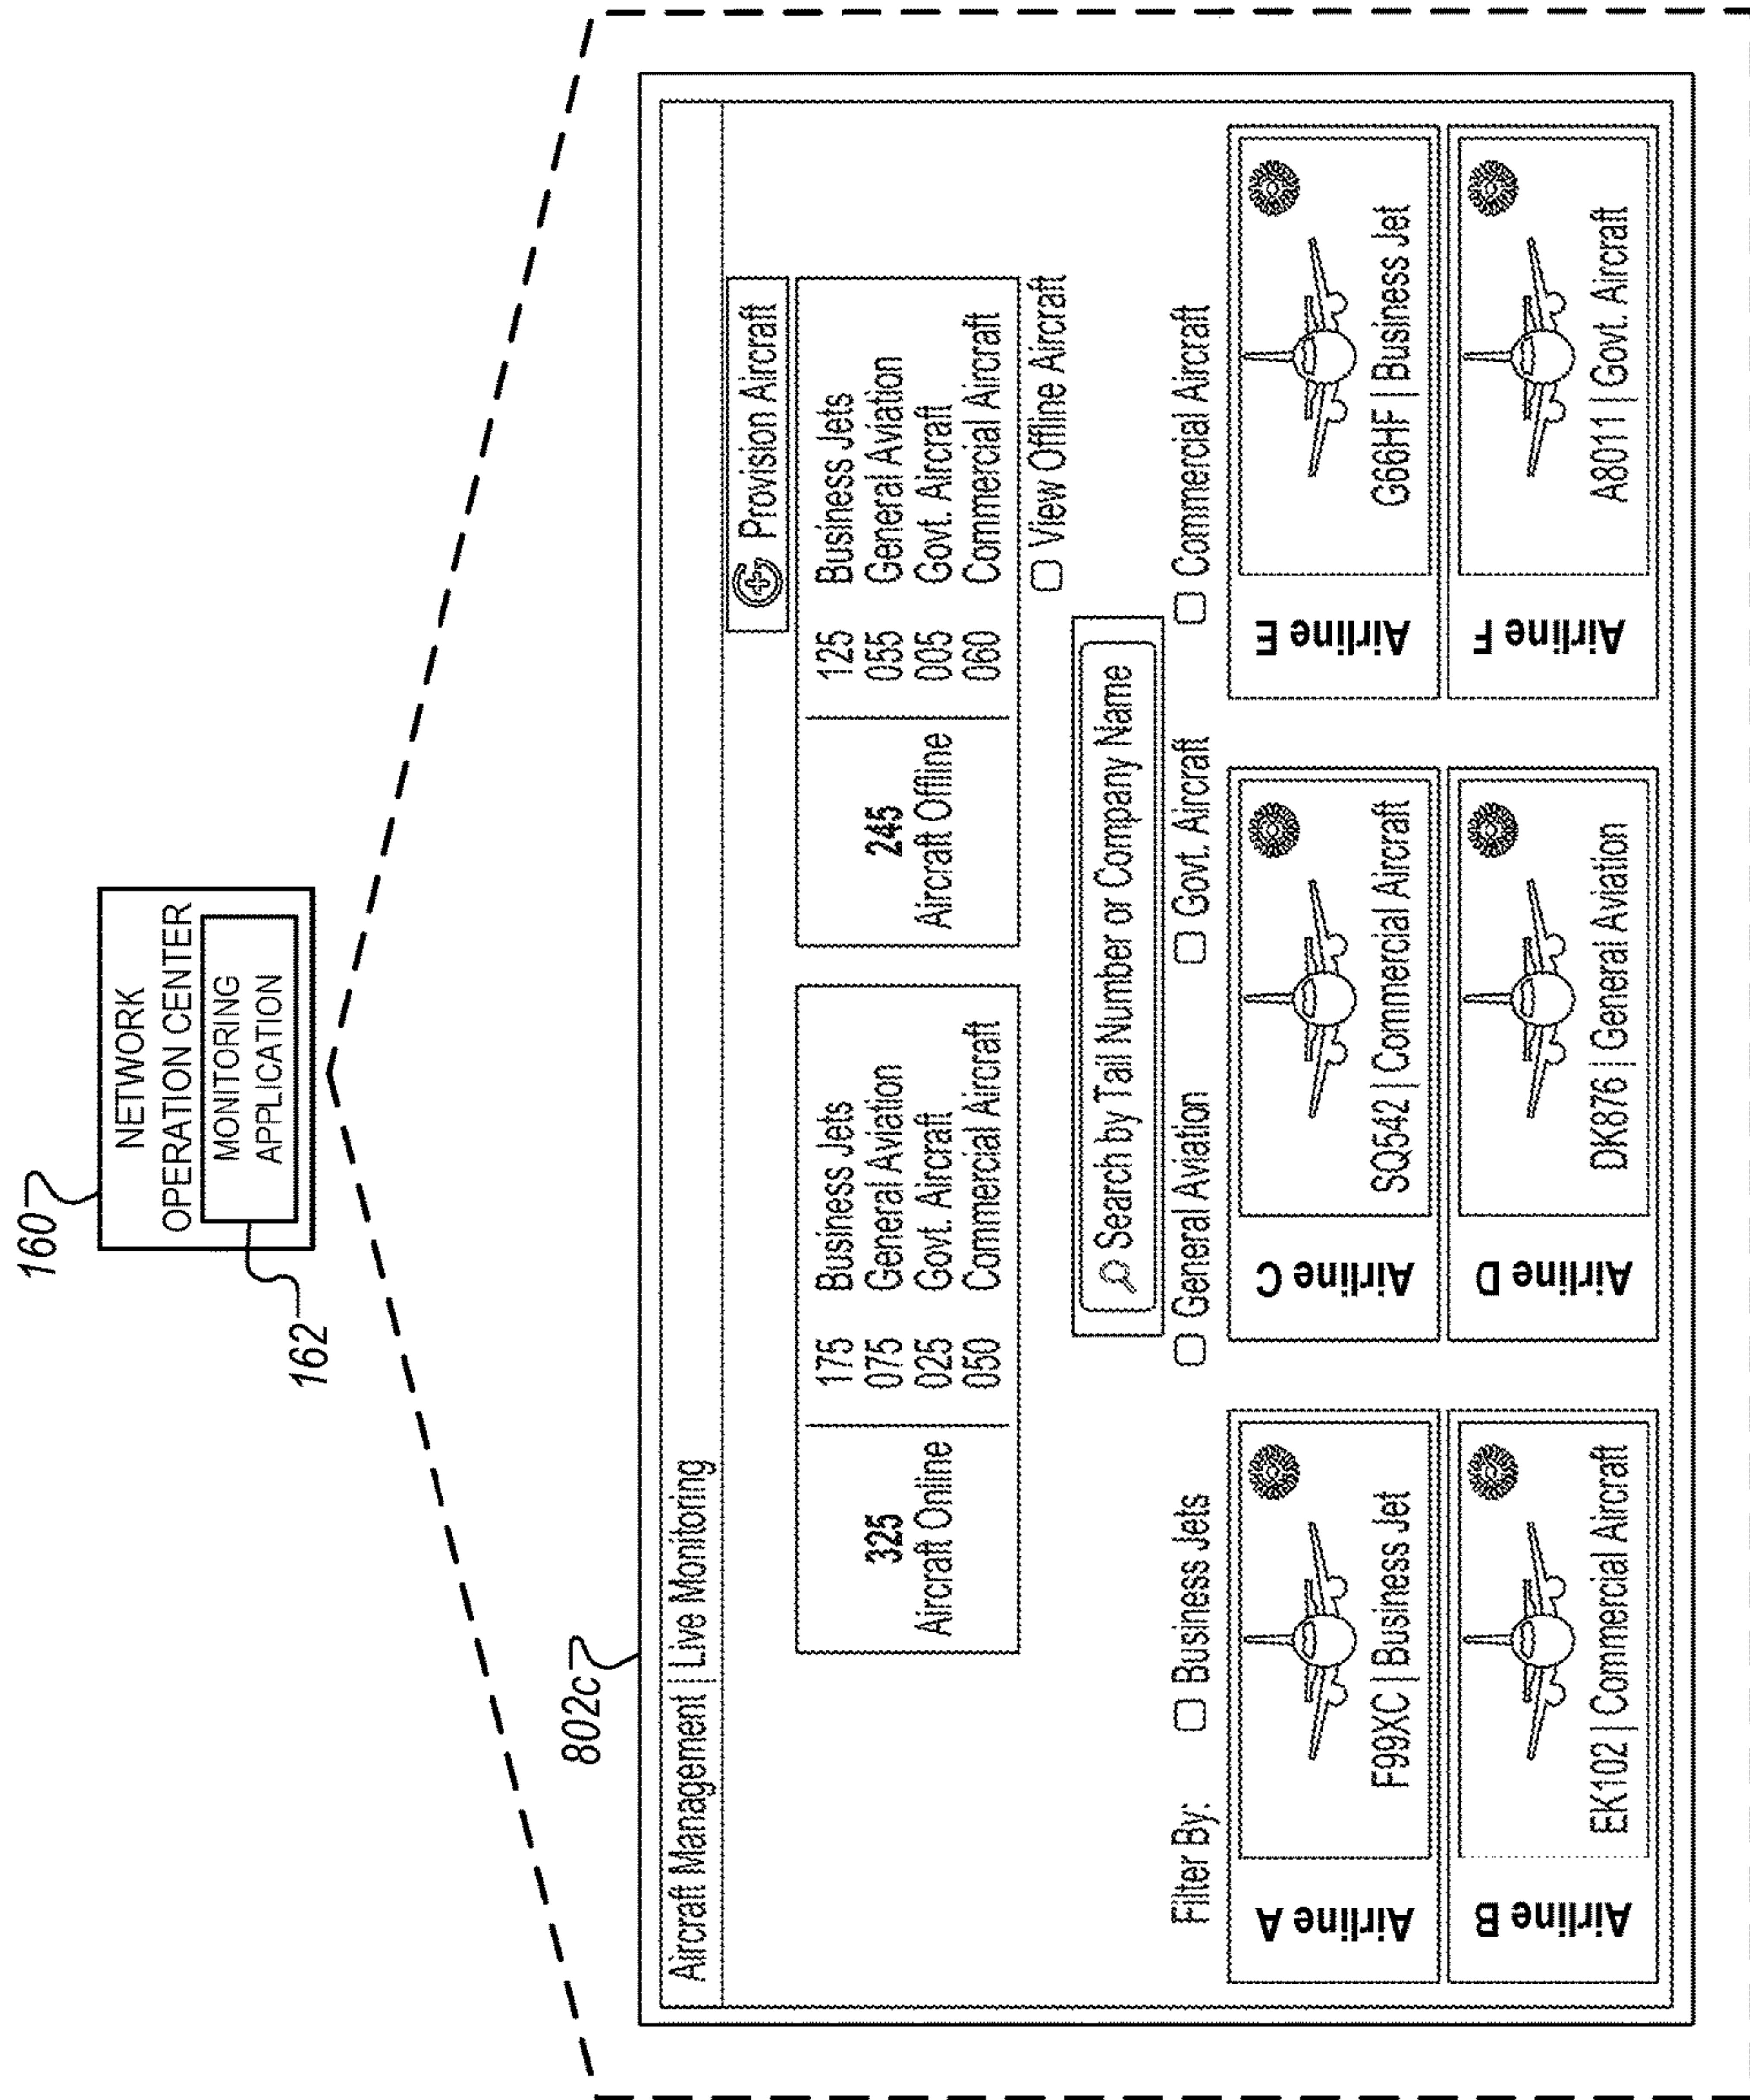 160
NETWORK
OPERATION CENTER
MONITORING
APPLICATION
162
802c
Aircraft Management | Live Monitoring
Provision Aircraft
325
Aircraft Online
175 Business Jets
075 General Aviation
025 Govt. Aircraft
050 Commercial Aircraft
245
Aircraft Offline
125 Business Jets
055 General Aviation
005 Govt. Aircraft
060 Commercial Aircraft
View Offline Aircraft
Search by Tail Number or Company Name
Filter By: Business Jets General Aviation Govt. Aircraft Commercial Aircraft
Airline A
F99XC | Business Jet
Airline C
SQ542 | Commercial Aircraft
Airline E
G66HF | Business Jet
Airline B
EK102 | Commercial Aircraft
Airline D
DK876 | General Aviation
Airline F
A8011 | Govt. Aircraft